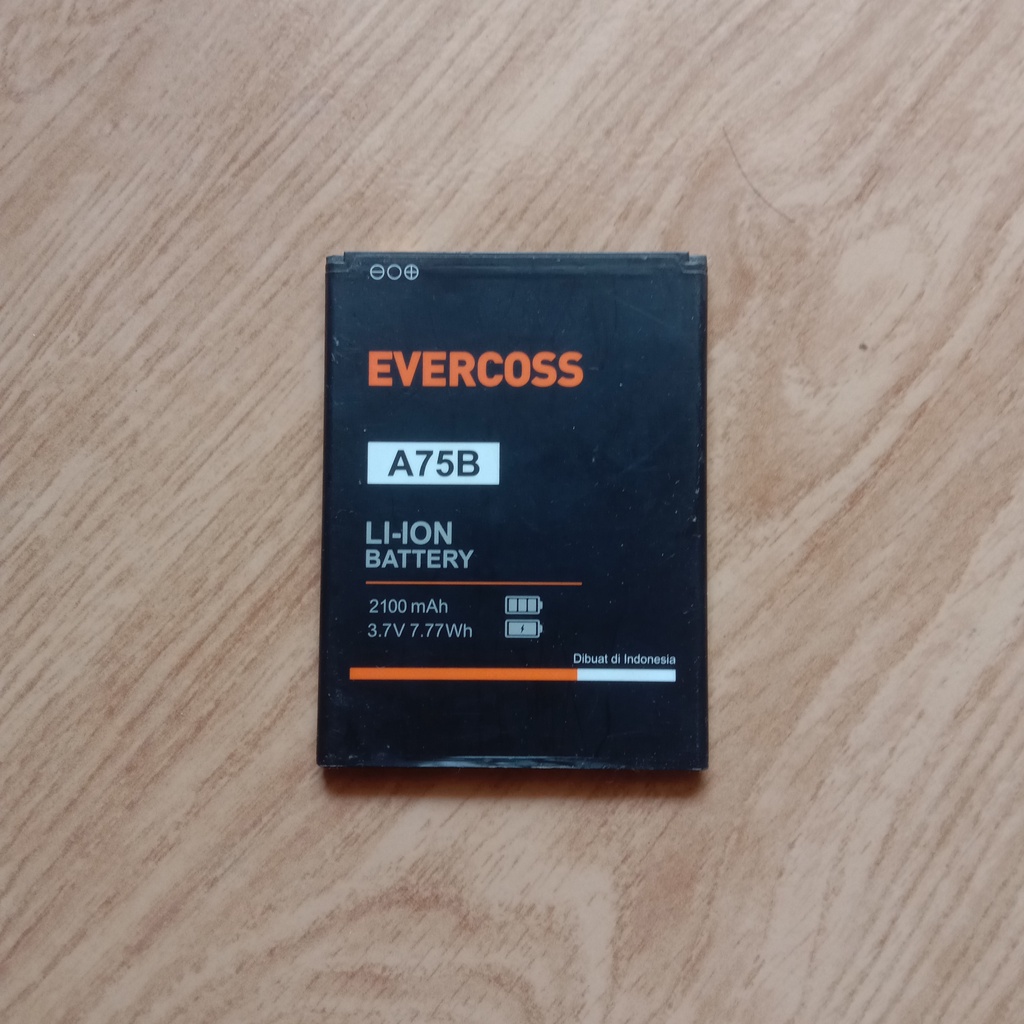 ⊖○⊕
EVERCOSS
A75B
LI-ION
BATTERY
2100 mAh
3.7V 7.77Wh
Dibuat di Indonesia